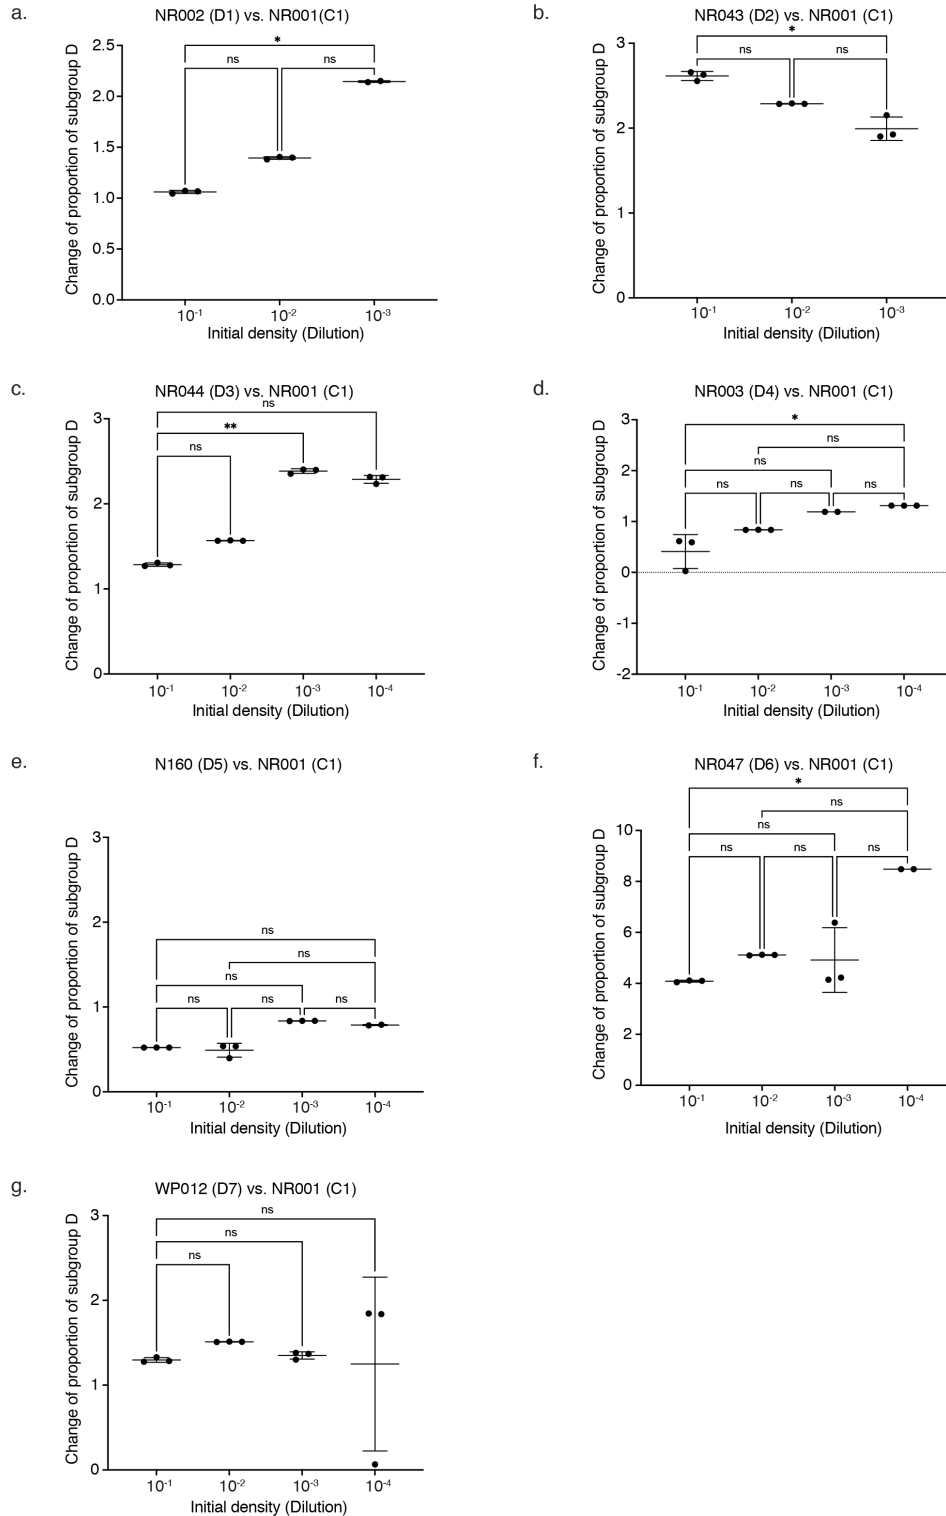 a.
NR002 (D1) vs. NR001(C1)
*
ns ns
Change of proportion of subgroup D
2.5
2.0
1.5
1.0
0.5
0.0
10-1 10-2 10-3
Initial density (Dilution)
b.
NR043 (D2) vs. NR001 (C1)
*
ns ns
Change of proportion of subgroup D
3
2
1
0
10-1 10-2 10-3
Initial density (Dilution)
c.
NR044 (D3) vs. NR001 (C1)
ns
**
ns
Change of proportion of subgroup D
3
2
1
0
10-1 10-2 10-3 10-4
Initial density (Dilution)
d.
NR003 (D4) vs. NR001 (C1)
*
ns
ns
ns ns ns
Change of proportion of subgroup D
3
2
1
0
-1
-2
10-1 10-2 10-3 10-4
Initial density (Dilution)
e.
N160 (D5) vs. NR001 (C1)
ns
ns
ns
ns ns ns
Change of proportion of subgroup D
3
2
1
0
10-1 10-2 10-3 10-4
Initial density (Dilution)
f.
NR047 (D6) vs. NR001 (C1)
*
ns
ns
ns ns ns
Change of proportion of subgroup D
10
8
6
4
2
0
10-1 10-2 10-3 10-4
Initial density (Dilution)
g.
WP012 (D7) vs. NR001 (C1)
ns
ns
ns
Change of proportion of subgroup D
3
2
1
0
10-1 10-2 10-3 10-4
Initial density (Dilution)